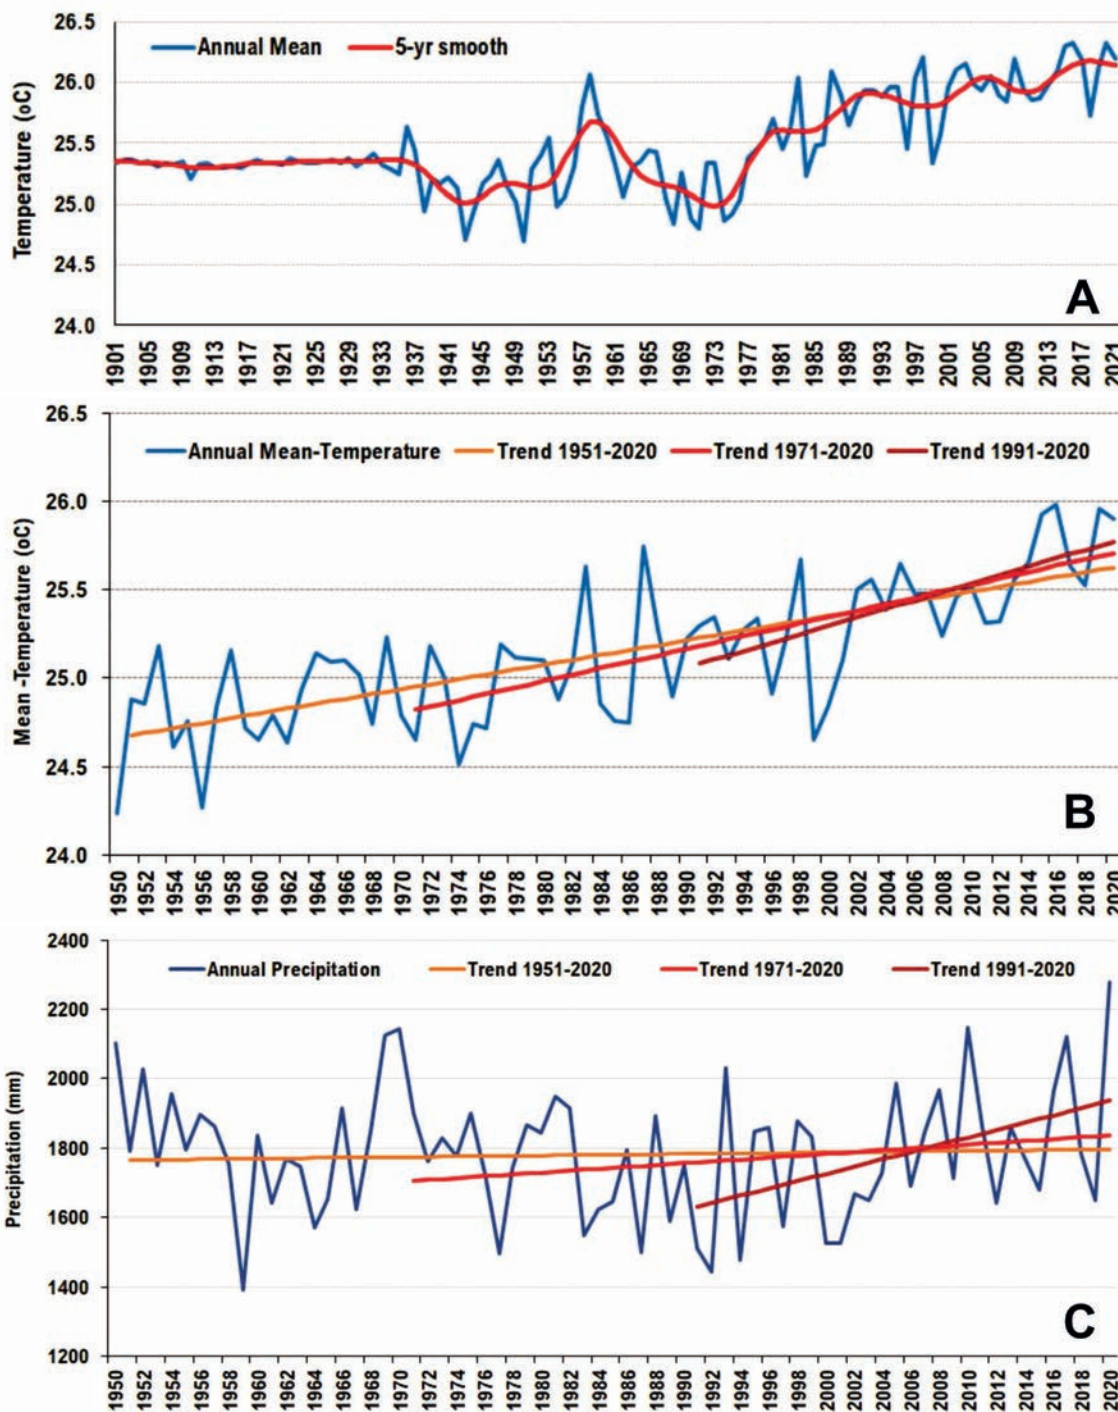 26.5
Annual Mean 5-yr smooth
26.0
25.5
25.0
24.5
24.0
Temperature (oC)
A
1901 1905 1909 1913 1917 1921 1925 1929 1933 1937 1941 1945 1949 1953 1957 1961 1965 1969 1973 1977 1981 1985 1989 1993 1997 2001 2005 2009 2013 2017 2021
26.5
Annual Mean-Temperature Trend 1951-2020 Trend 1971-2020 Trend 1991-2020
26.0
25.5
25.0
24.5
24.0
Mean -Temperature (oC)
B
1950 1952 1954 1956 1958 1960 1962 1964 1966 1968 1970 1972 1974 1976 1978 1980 1982 1984 1986 1988 1990 1992 1994 1996 1998 2000 2002 2004 2006 2008 2010 2012 2014 2016 2018 2020
2400
Annual Precipitation Trend 1951-2020 Trend 1971-2020 Trend 1991-2020
2200
2000
1800
1600
1400
1200
Precipitation (mm)
C
1950 1952 1954 1956 1958 1960 1962 1964 1966 1968 1970 1972 1974 1976 1978 1980 1982 1984 1986 1988 1990 1992 1994 1996 1998 2000 2002 2004 2006 2008 2010 2012 2014 2016 2018 2020